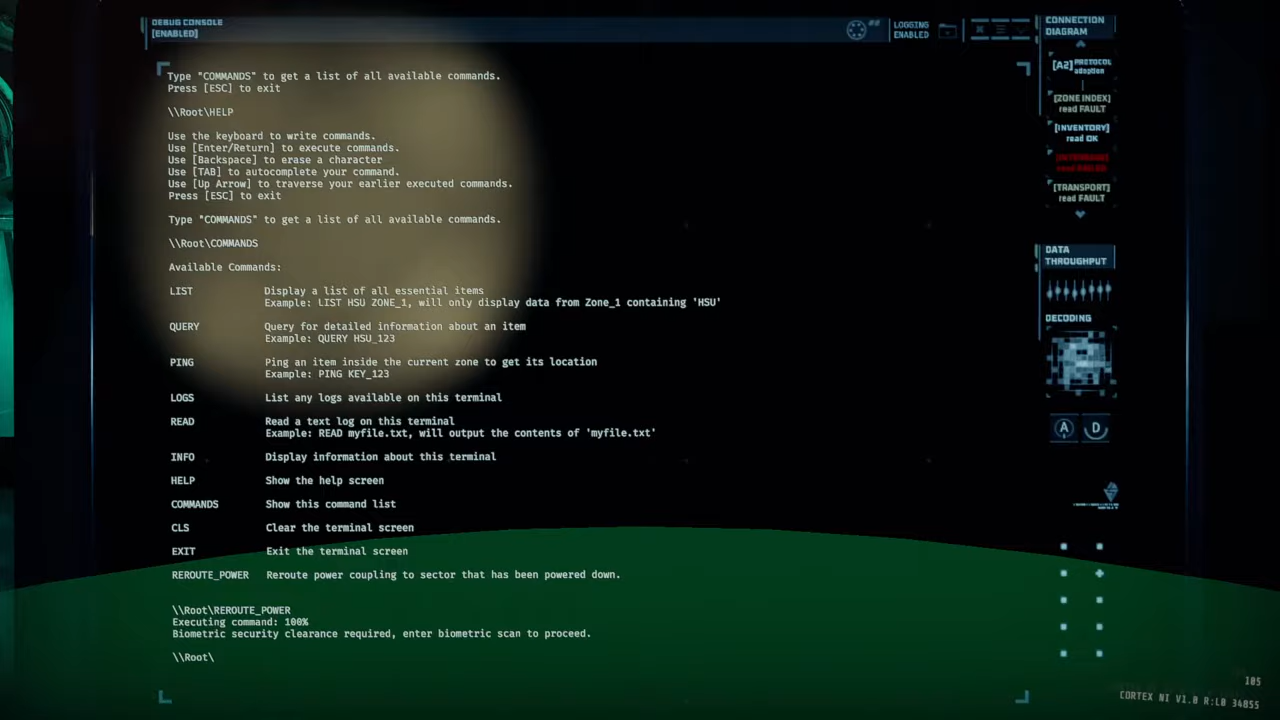 DEBUG CONSOLE
[ENABLED]
LOGGING
ENABLED
Type "COMMANDS" to get a list of all available commands.
Press [ESC] to exit
\\Root\HELP
Use the keyboard to write commands.
Use [Enter/Return] to execute commands.
Use [Backspace] to erase a character
Use [TAB] to autocomplete your command.
Use [Up Arrow] to traverse your earlier executed commands.
Press [ESC] to exit
Type "COMMANDS" to get a list of all available commands.
\\Root\COMMANDS
Available Commands:
LIST Display a list of all essential items
Example: LIST HSU ZONE_1, will only display data from Zone_1 containing 'HSU'
QUERY Query for detailed information about an item
Example: QUERY HSU_123
PING Ping an item inside the current zone to get its location
Example: PING KEY_123
LOGS List any logs available on this terminal
READ Read a text log on this terminal
Example: READ myfile.txt, will output the contents of 'myfile.txt'
INFO Display information about this terminal
HELP Show the help screen
COMMANDS Show this command list
CLS Clear the terminal screen
EXIT Exit the terminal screen
REROUTE_POWER Reroute power coupling to sector that has been powered down.
\\Root\REROUTE_POWER
Executing command: 100%
Biometric security clearance required, enter biometric scan to proceed.
\\Root\
CONNECTION
DIAGRAM
[A2] PROTOCOL
adoption
[ZONE INDEX]
read FAULT
[INVENTORY]
read OK
read FAILED
[TRANSPORT]
read FAULT
DATA
THROUGHPUT
DECODING
A D
105
CORTEX NI V1.0 R:L0 34855